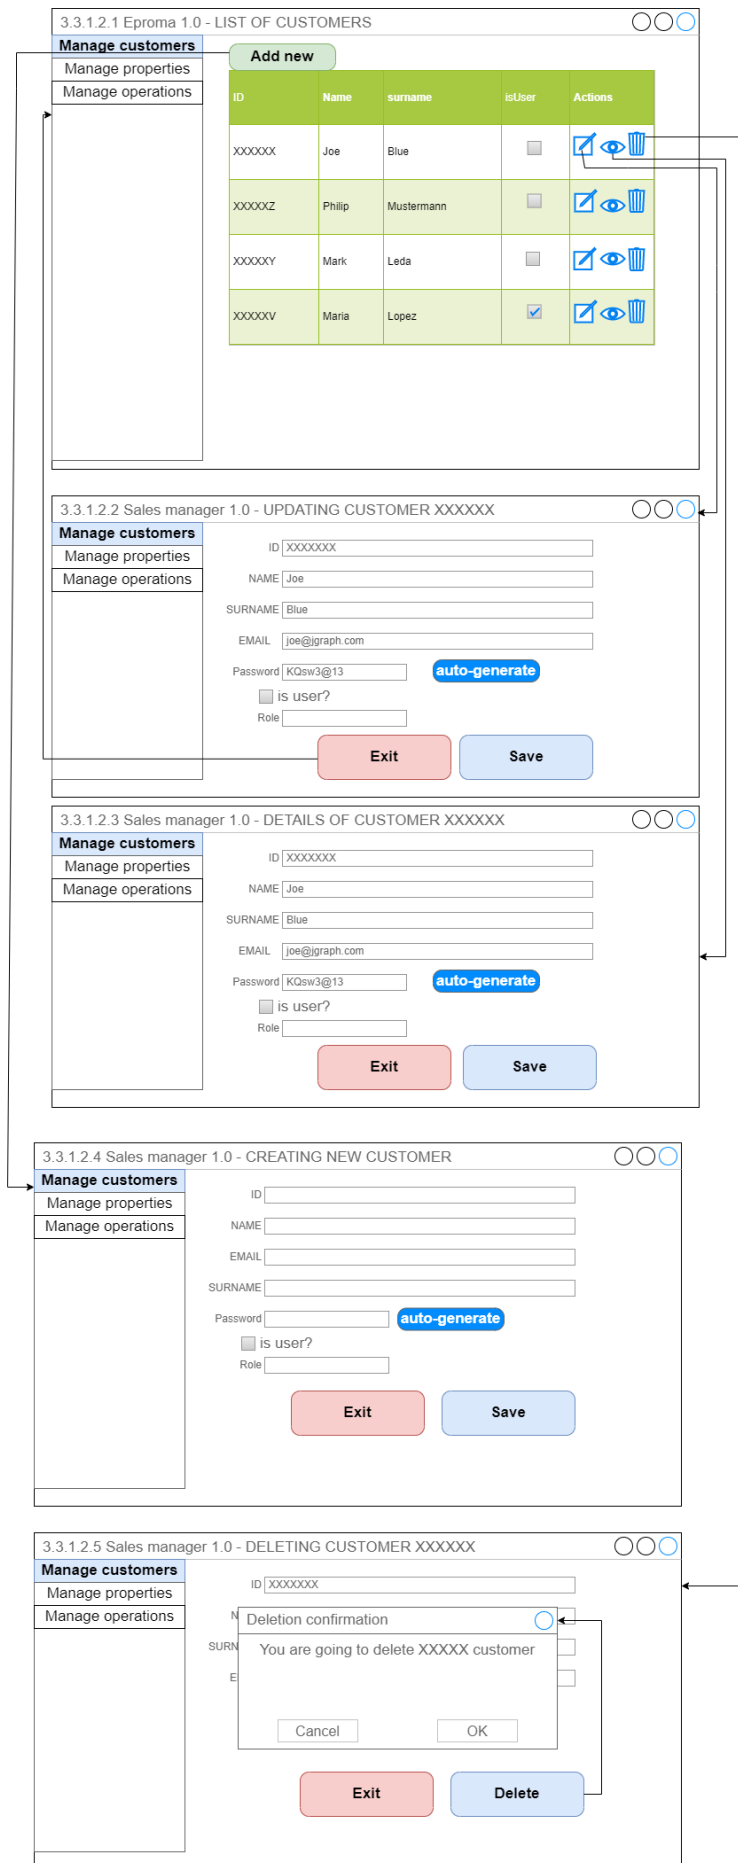 3.3.1.2.1 Eproma 1.0 - LIST OF CUSTOMERS
Manage customers
Manage properties
Manage operations
Add new
ID Name surname isUser Actions
XXXXXX Joe Blue
XXXXXZ Philip Mustermann
XXXXXY Mark Leda
XXXXXV Maria Lopez
3.3.1.2.2 Sales manager 1.0 - UPDATING CUSTOMER XXXXXX
Manage customers
Manage properties
Manage operations
ID XXXXXXX
NAME Joe
SURNAME Blue
EMAIL joe@jgraph.com
Password KQsw3@13 auto-generate
is user?
Role
Exit Save
3.3.1.2.3 Sales manager 1.0 - DETAILS OF CUSTOMER XXXXXX
Manage customers
Manage properties
Manage operations
ID XXXXXXX
NAME Joe
SURNAME Blue
EMAIL joe@jgraph.com
Password KQsw3@13 auto-generate
is user?
Role
Exit Save
3.3.1.2.4 Sales manager 1.0 - CREATING NEW CUSTOMER
Manage customers
Manage properties
Manage operations
ID
NAME
EMAIL
SURNAME
Password auto-generate
is user?
Role
Exit Save
3.3.1.2.5 Sales manager 1.0 - DELETING CUSTOMER XXXXXX
Manage customers
Manage properties
Manage operations
ID XXXXXXX
N
SURN
E
Deletion confirmation
You are going to delete XXXXX customer
Cancel OK
Exit Delete